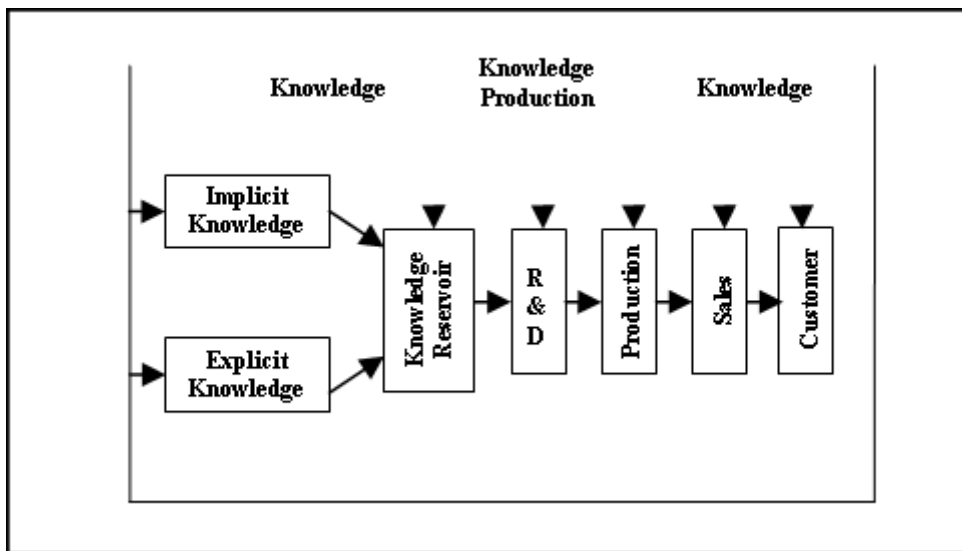 Knowledge
Knowledge
Production
Knowledge
Implicit
Knowledge
Explicit
Knowledge
Knowledge
Reservoir
R
&
D
Production
Sales
Customer